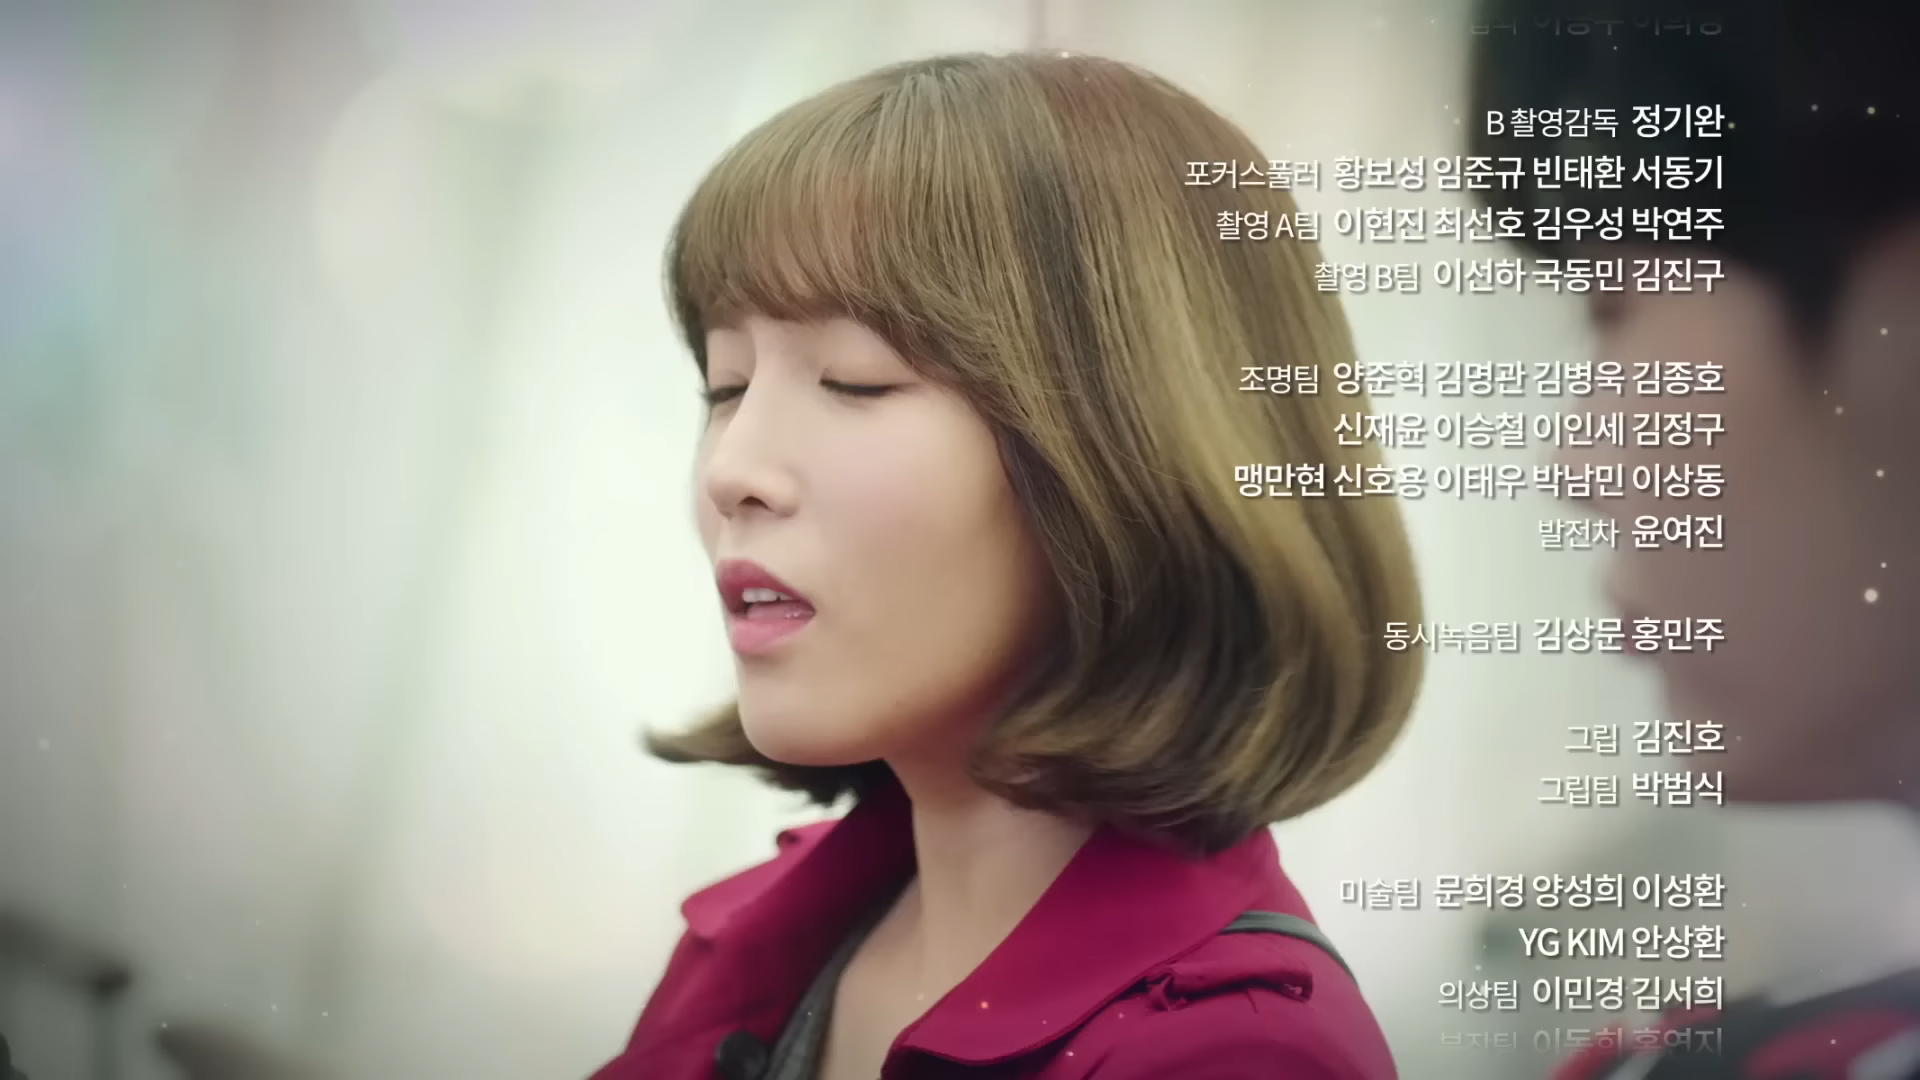 B 촬영감독 정기완
포커스풀러 황보성 임준규 빈태환 서동기
촬영 A팀 이현진 최선호 김우성 박연주
촬영 B팀 이선하 국동민 김진구
조명팀 양준혁 김명관 김병욱 김종호
신재윤 이승철 이인세 김정구
맹만현 신호용 이태우 박남민 이상동
발전차 윤여진
동시녹음팀 김상문 홍민주
그립 김진호
그립팀 박범식
미술팀 문희경 양성희 이성환
YG KIM 안상환
의상팀 이민경 김서희